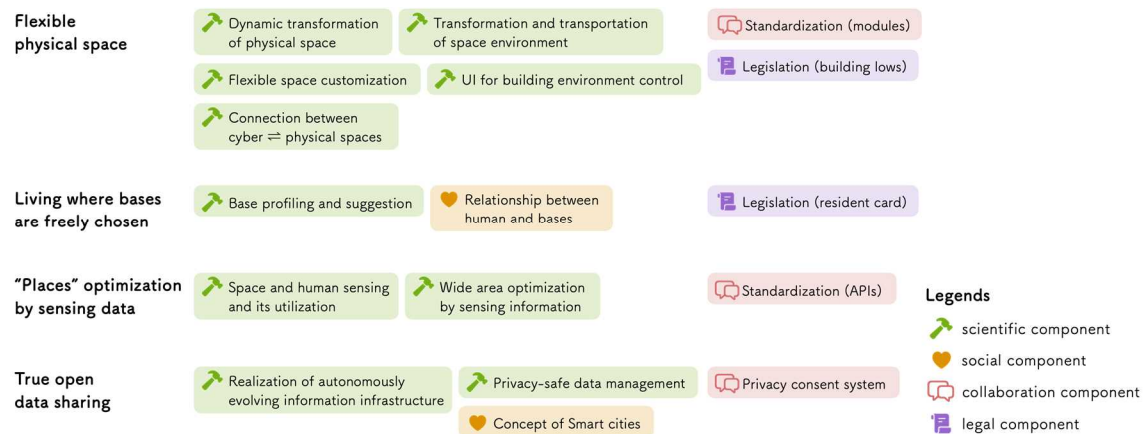 Flexible
physical space
Dynamic transformation
of physical space
Transformation and transportation
of space environment
Standardization (modules)
Flexible space customization
UI for building environment control
Legislation (building lows)
Connection between
cyber ⇌ physical spaces
Living where bases
are freely chosen
Base profiling and suggestion
Relationship between
human and bases
Legislation (resident card)
"Places" optimization
by sensing data
Space and human sensing
and its utilization
Wide area optimization
by sensing information
Standardization (APIs)
True open
data sharing
Realization of autonomously
evolving information infrastructure
Privacy-safe data management
Privacy consent system
Concept of Smart cities
Legends
scientific component
social component
collaboration component
legal component